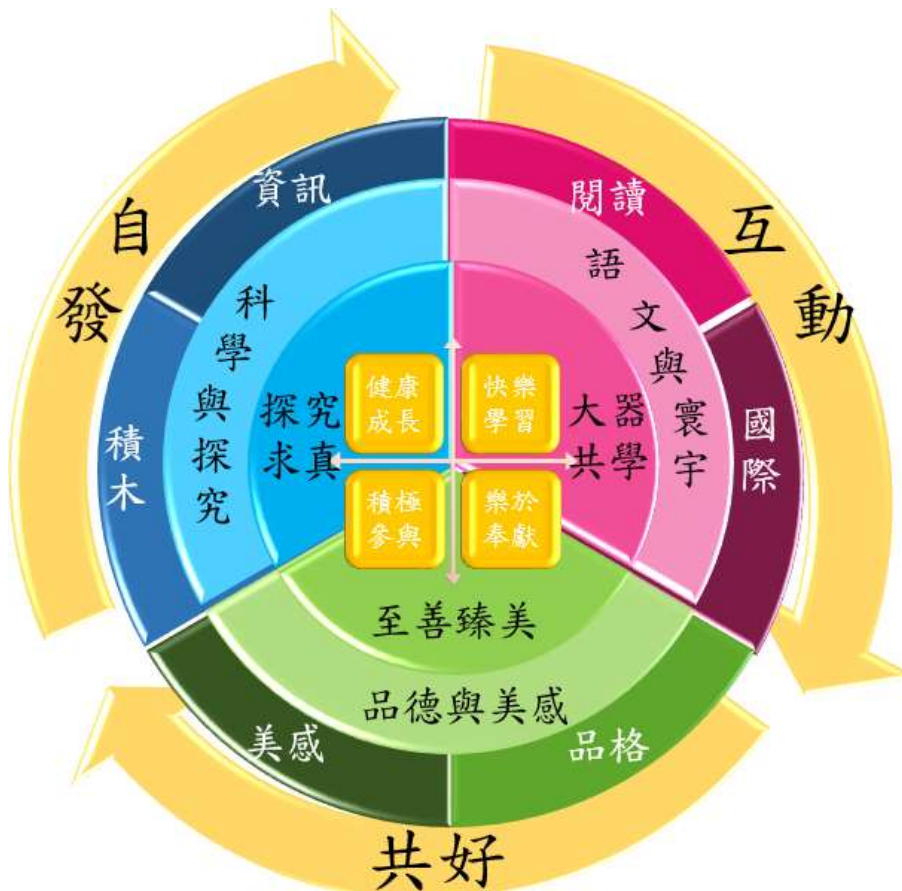 自
發
互
動
共好
資訊
積
木
閱讀
國
際
美感
品格
科
學
與
探
究
語
文
與
寰
宇
品德與美感
探究
求真
大器
共學
至善臻美
健康
成長
快樂
學習
積極
參與
樂於
奉獻